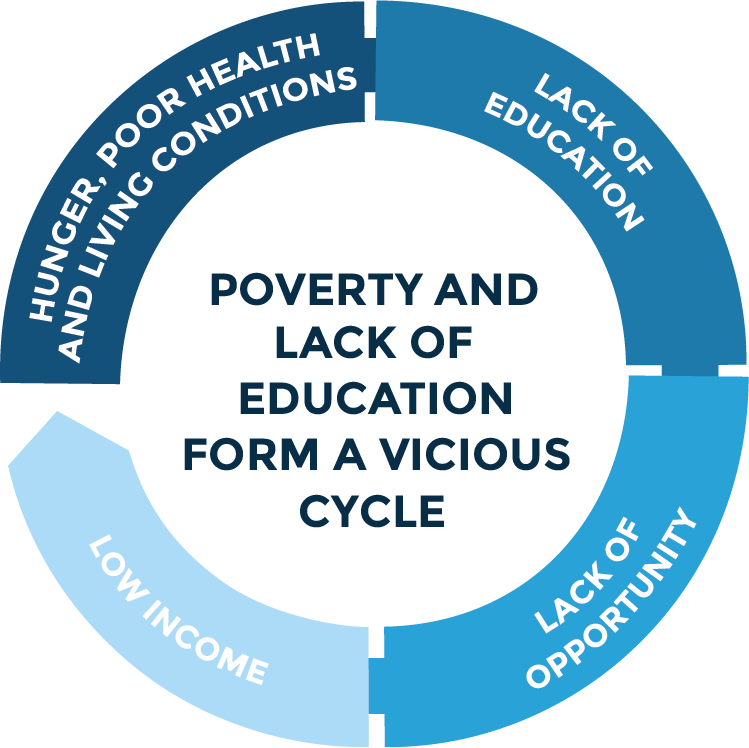 HUNGER, POOR HEALTH
AND LIVING CONDITIONS
LACK OF
EDUCATION
POVERTY AND
LACK OF
EDUCATION
FORM A VICIOUS
CYCLE
LACK OF
OPPORTUNITY
LOW INCOME